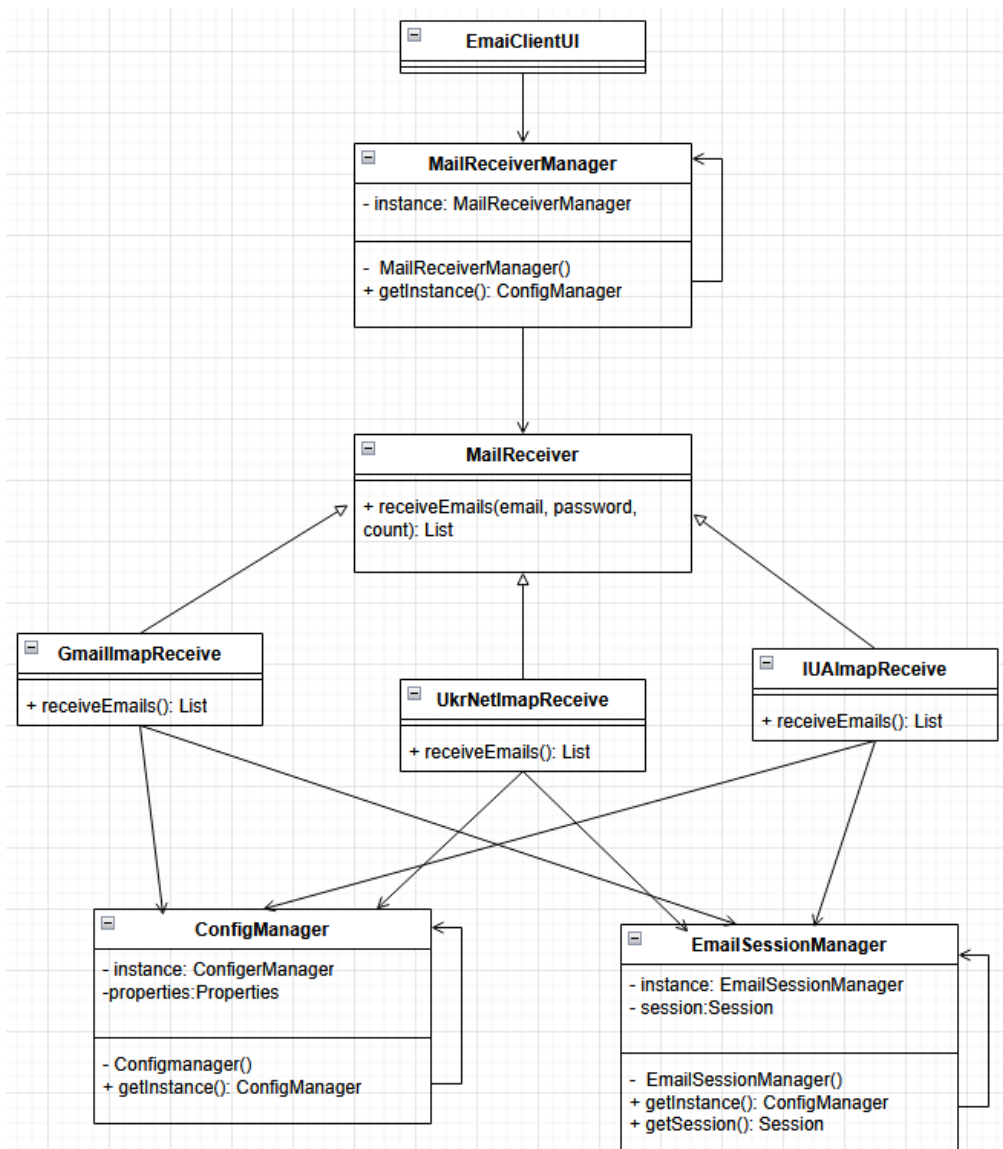 EmaiClientUI
MailReceiverManager
- instance: MailReceiverManager
- MailReceiverManager()
+ getInstance(): ConfigManager
MailReceiver
+ receiveEmails(email, password,
count): List
GmailImapReceive
+ receiveEmails(): List
UkrNetImapReceive
+ receiveEmails(): List
IUAImapReceive
+ receiveEmails(): List
ConfigManager
- instance: ConfigerManager
-properties:Properties
- Configmanager()
+ getInstance(): ConfigManager
EmailSessionManager
- instance: EmailSessionManager
- session:Session
- EmailSessionManager()
+ getInstance(): ConfigManager
+ getSession(): Session